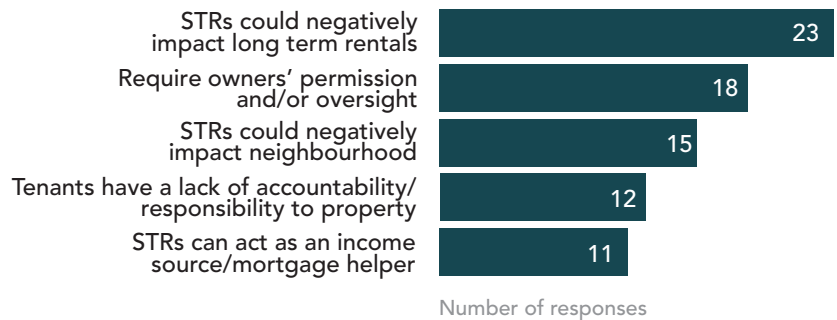 STRs could negatively
impact long term rentals
23
Require owners’ permission
and/or oversight
18
STRs could negatively
impact neighbourhood
15
Tenants have a lack of accountability/
responsibility to property
12
STRs can act as an income
source/mortgage helper
11
Number of responses